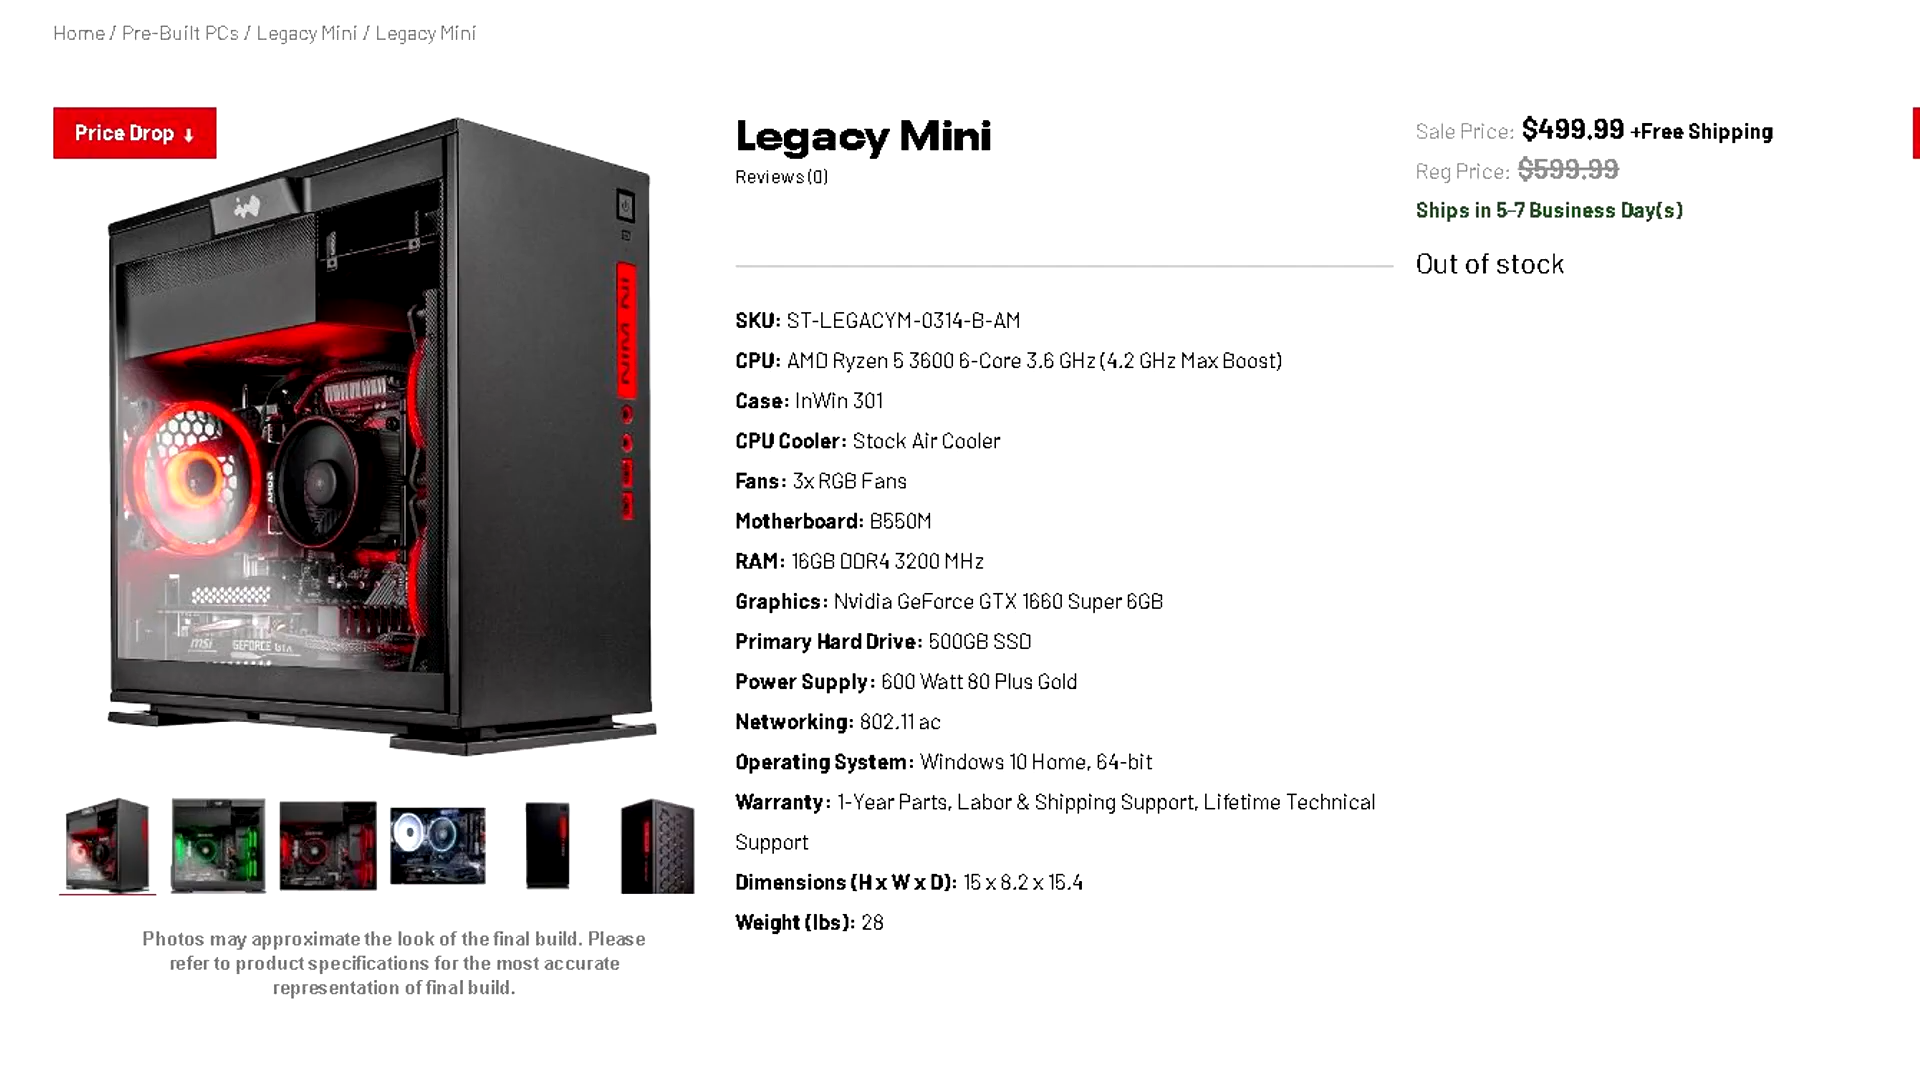 Home / Pre-Built PCs / Legacy Mini / Legacy Mini
Price Drop ↓
Legacy Mini
Reviews (0)
Sale Price: $499.99 +Free Shipping
Reg Price: $599.99
Ships in 5-7 Business Day(s)
Out of stock
SKU: ST-LEGACYM-0314-B-AM
CPU: AMD Ryzen 5 3600 6-Core 3.6 GHz (4.2 GHz Max Boost)
Case: InWin 301
CPU Cooler: Stock Air Cooler
Fans: 3x RGB Fans
Motherboard: B550M
RAM: 16GB DDR4 3200 MHz
Graphics: Nvidia GeForce GTX 1660 Super 6GB
Primary Hard Drive: 500GB SSD
Power Supply: 600 Watt 80 Plus Gold
Networking: 802.11 ac
Operating System: Windows 10 Home, 64-bit
Warranty: 1-Year Parts, Labor & Shipping Support, Lifetime Technical
Support
Dimensions (H x W x D): 15 x 8.2 x 15.4
Weight (lbs): 28
AMD
msi GEFORCE GTX
Photos may approximate the look of the final build. Please
refer to product specifications for the most accurate
representation of final build.